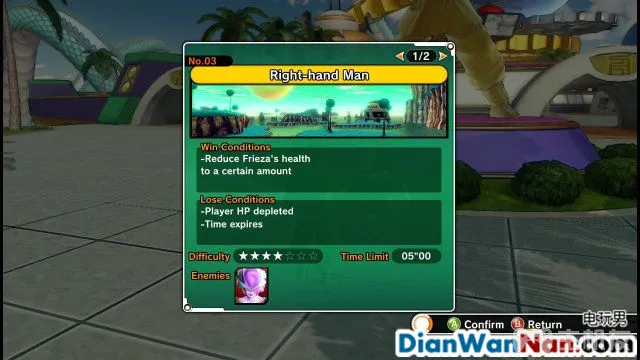 No.03
1/2
Right-hand Man
Win Conditions
-Reduce Frieza's health
to a certain amount
Lose Conditions
-Player HP depleted
-Time expires
Difficulty ★★★★☆☆☆ Time Limit 05"00
Enemies
电玩男
A Confirm B Return
DianWanNan.com